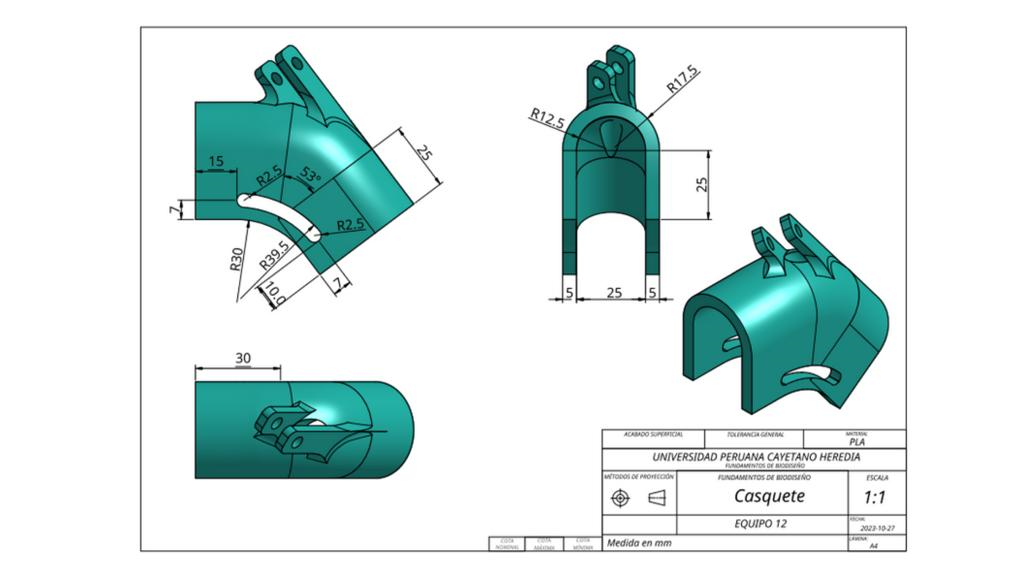 15
R2.5
53°
25
7
R2.5
R30
R39.5
10.0
7
R12.5
R17.5
25
5
25
5
30
ACABADO SUPERFICIAL
TOLERANCIA GENERAL
MATERIAL
PLA
UNIVERSIDAD PERUANA CAYETANO HEREDIA
FUNDAMENTOS DE BIODISEÑO
MÉTODOS DE PROYECCIÓN
FUNDAMENTOS DE BIODISEÑO
Casquete
ESCALA
1:1
EQUIPO 12
FECHA:
2023-10-27
COTA NOMINAL
COTA MÁXIMA
COTA MÍNIMA
Medida en mm
LÁMINA:
A4